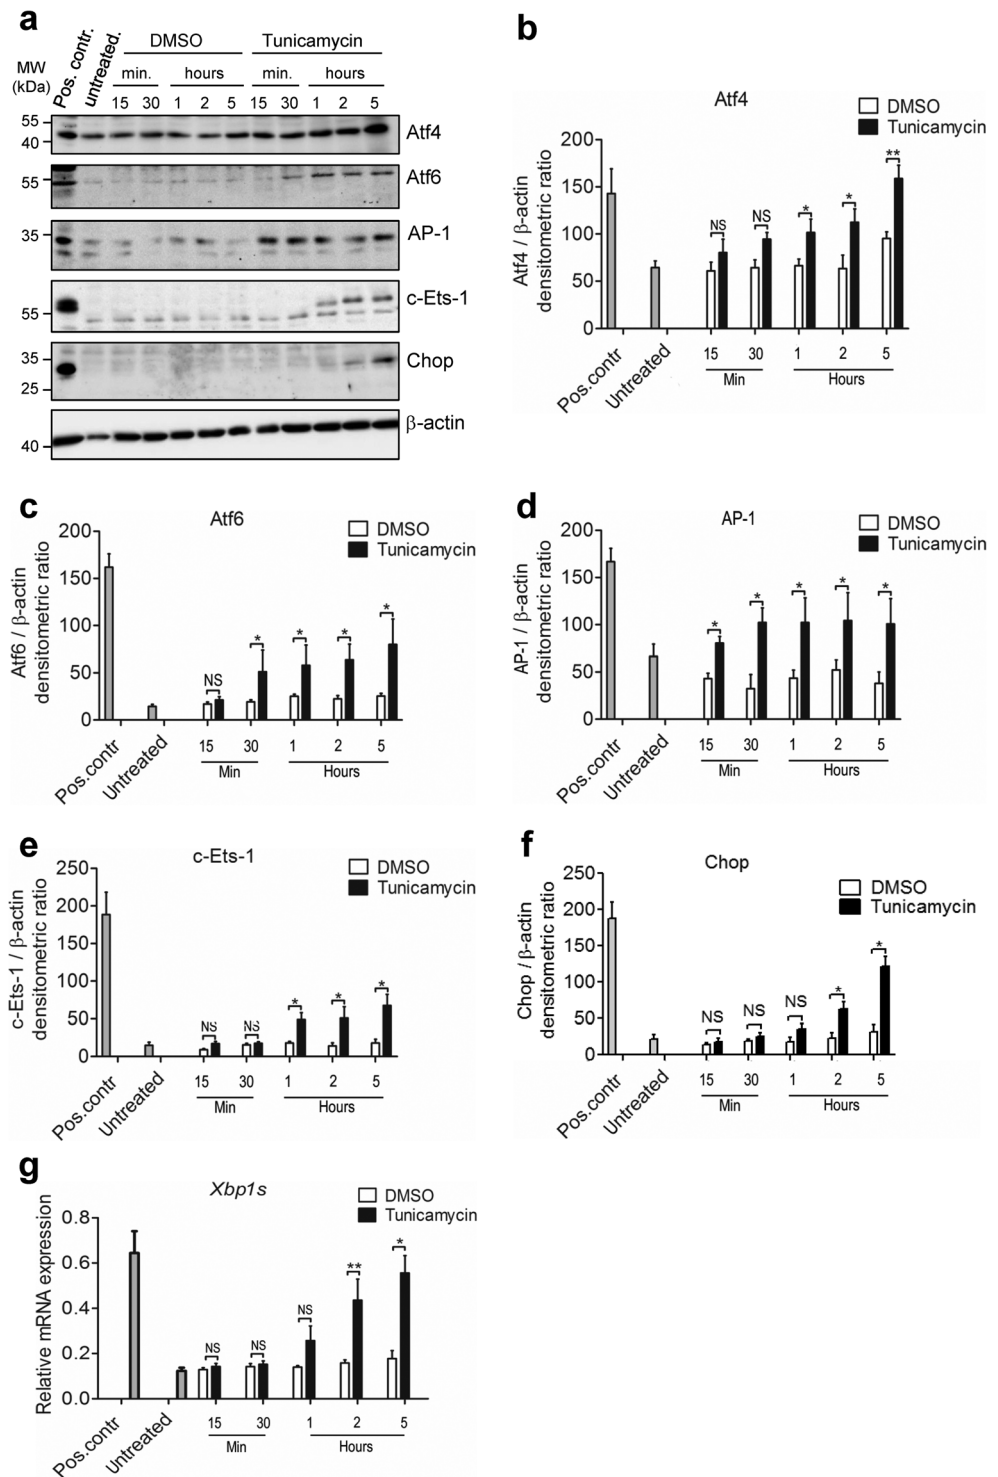 a
DMSO
Tunicamycin
MW
(kDa)
Pos. contr.
untreated.
min.
hours
min.
hours
15 30 1 2 5 15 30 1 2 5
55
40
Atf4
55
Atf6
35
AP-1
55
c-Ets-1
35
25
Chop
40
β-actin
b
Atf4
DMSO
Tunicamycin
Atf4 / β-actin
densitometric ratio
200
150
100
50
0
NS
NS
*
*
**
Pos.contr
Untreated
15 30 1 2 5
Min
Hours
c
Atf6
DMSO
Tunicamycin
Atf6 / β-actin
densitometric ratio
200
150
100
50
0
NS
*
*
*
*
Pos.contr
Untreated
15 30 1 2 5
Min
Hours
d
AP-1
DMSO
Tunicamycin
AP-1 / β-actin
densitometric ratio
200
150
100
50
0
*
*
*
*
*
Pos.contr
Untreated
15 30 1 2 5
Min
Hours
e
c-Ets-1
DMSO
Tunicamycin
c-Ets-1 / β-actin
densitometric ratio
250
200
150
100
50
0
NS
NS
*
*
*
Pos.contr
Untreated
15 30 1 2 5
Min
Hours
f
Chop
DMSO
Tunicamycin
Chop / β-actin
densitometric ratio
250
200
150
100
50
0
NS
NS
NS
*
*
Pos.contr
Untreated
15 30 1 2 5
Min
Hours
g
Xbp1s
DMSO
Tunicamycin
Relative mRNA expression
0.8
0.6
0.4
0.2
0.0
NS
NS
NS
**
*
Pos.contr
Untreated
15 30 1 2 5
Min
Hours